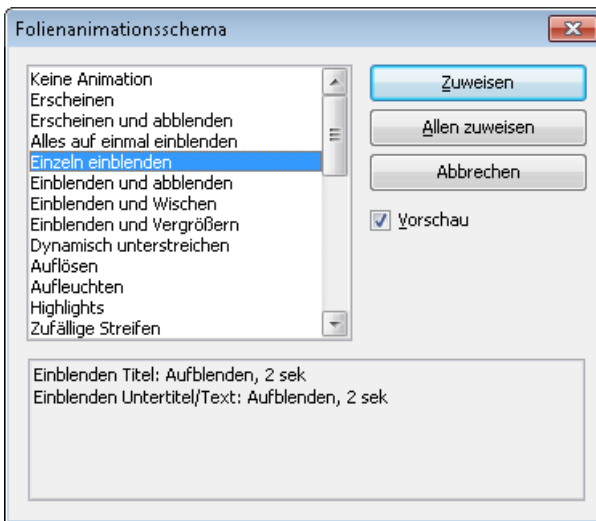 Folienanimationsschema
Keine Animation
Erscheinen
Erscheinen und abblenden
Alles auf einmal einblenden
Einzeln einblenden
Einblenden und abblenden
Einblenden und Wischen
Einblenden und Vergrößern
Dynamisch unterstreichen
Auflösen
Aufleuchten
Highlights
Zufällige Streifen
Zuweisen
Allen zuweisen
Abbrechen
Vorschau
Einblenden Titel: Aufblenden, 2 sek
Einblenden Untertitel/Text: Aufblenden, 2 sek